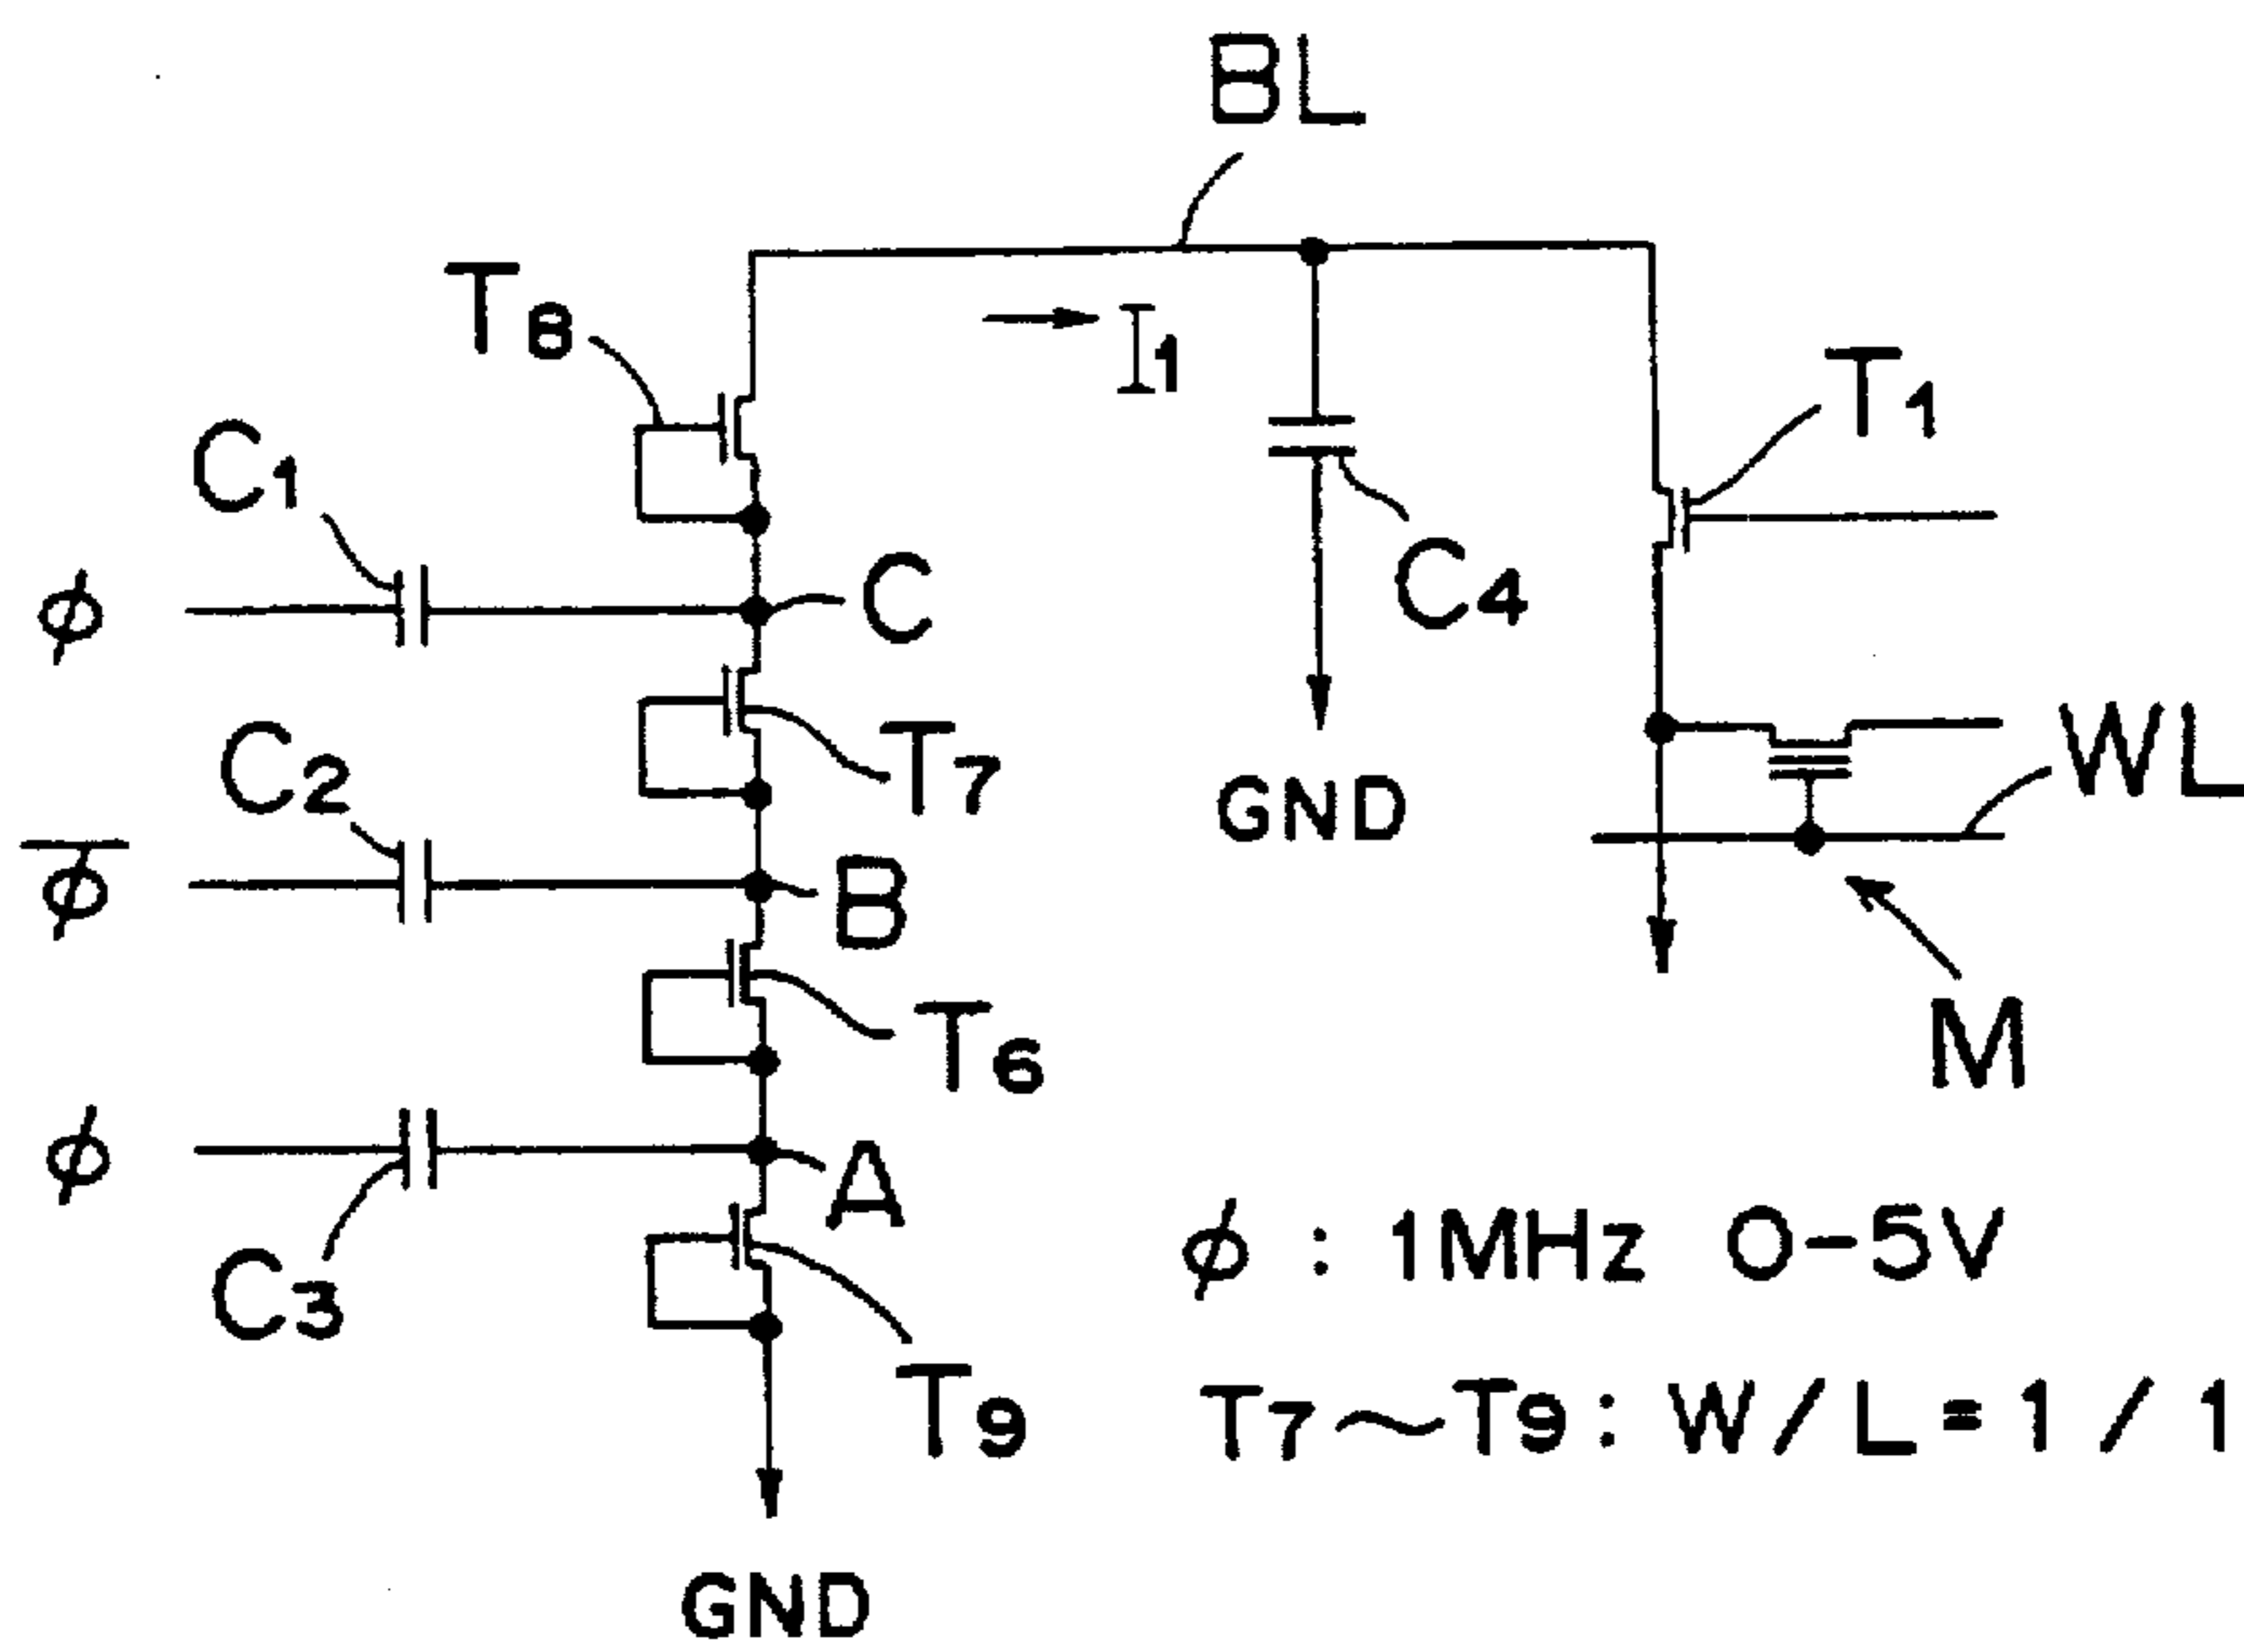 BL
T8
I1
T1
C1
C
C4
ϕ
C2
T7
GND
WL
ϕ̅
B
T6
M
ϕ
A
C3
T9
ϕ : 1MHz 0-5V
T7~T9: W/L=1/1
GND